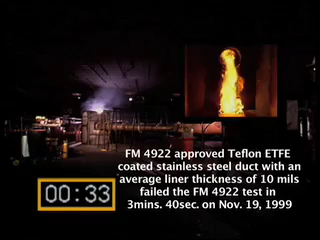 FM 4922 approved Teflon ETFE
coated stainless steel duct with an
average liner thickness of 10 mils
failed the FM 4922 test in
3mins. 40sec. on Nov. 19, 1999
00:33